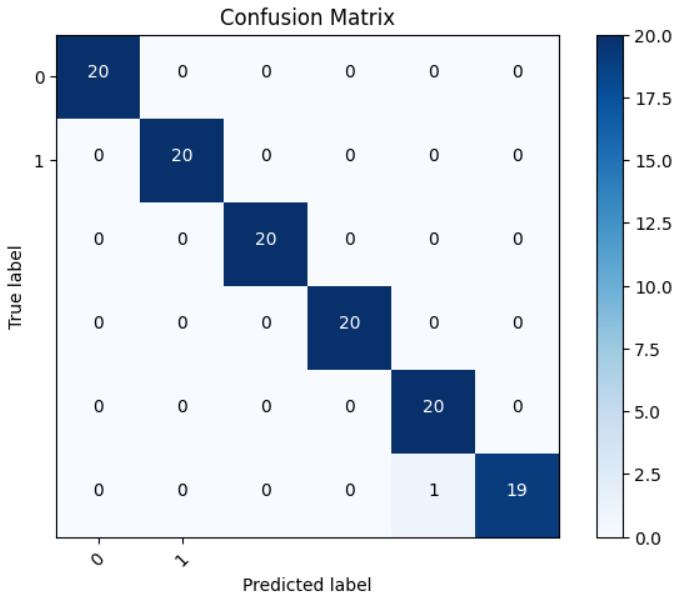 Confusion Matrix
0 20 0 0 0 0 0
1 0 20 0 0 0 0
0 0 20 0 0 0
0 0 0 20 0 0
0 0 0 0 20 0
0 0 0 0 1 19
0 1
True label
Predicted label
20.0
17.5
15.0
12.5
10.0
7.5
5.0
2.5
0.0